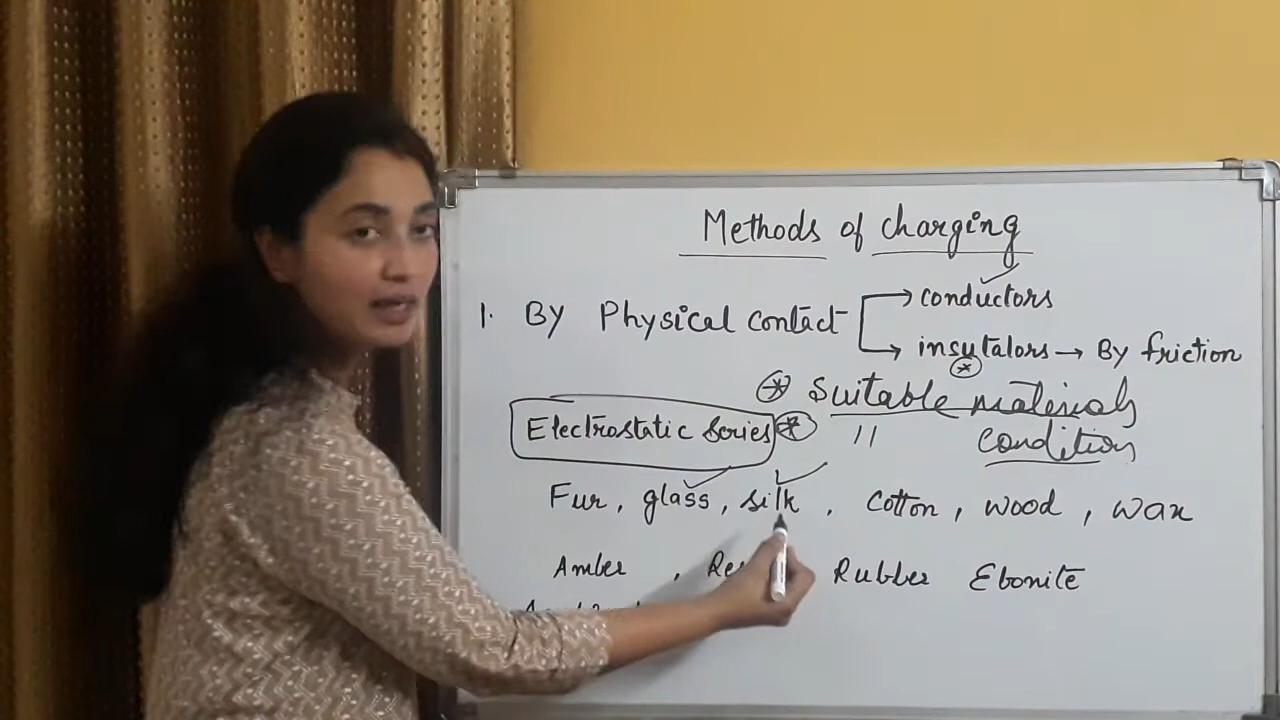 Methods of charging
1. By Physical contact → conductors
→ insulators → By friction
* Suitable materials
Electrostatic Series * " condition
Fur, glass, silk, Cotton, wood, wax
Amber, Rubber Ebonite